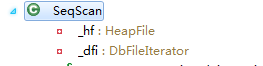 SeqScan
_hf : HeapFile
_dfi : DbFileIterator